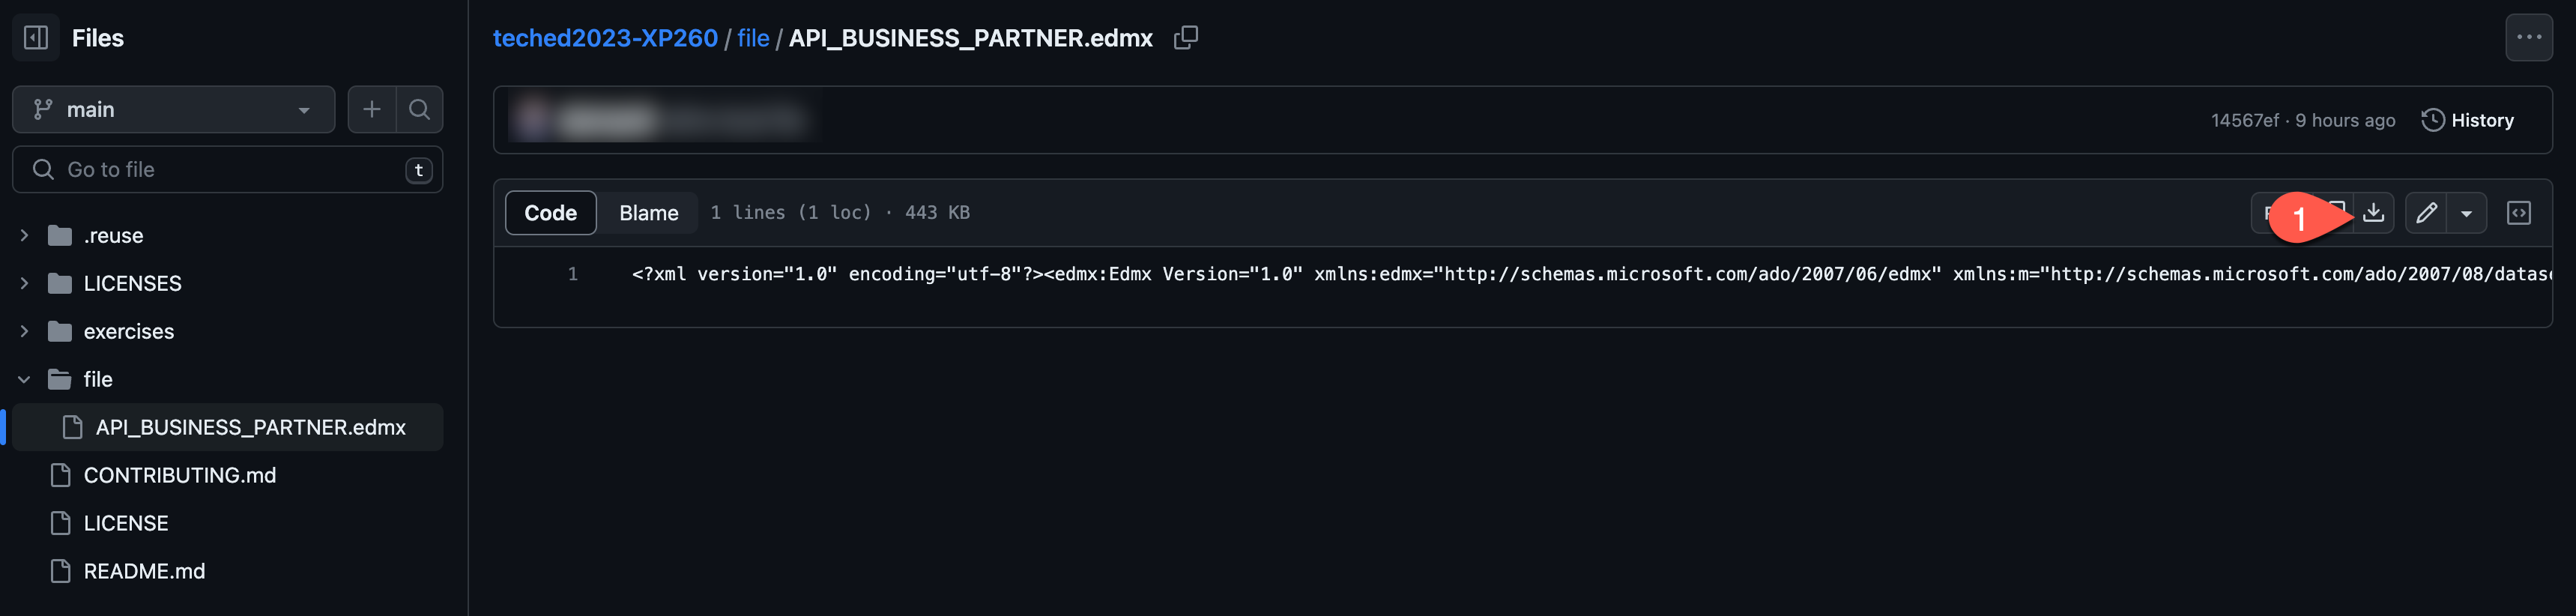 Files
main
Go to file
t
.reuse
LICENSES
exercises
file
API_BUSINESS_PARTNER.edmx
CONTRIBUTING.md
LICENSE
README.md
teched2023-XP260 / file / API_BUSINESS_PARTNER.edmx
14567ef · 9 hours ago
History
Code
Blame
1 lines (1 loc) · 443 KB
1
1 <?xml version="1.0" encoding="utf-8"?><edmx:Edmx Version="1.0" xmlns:edmx="http://schemas.microsoft.com/ado/2007/06/edmx" xmlns:m="http://schemas.microsoft.com/ado/2007/08/datas